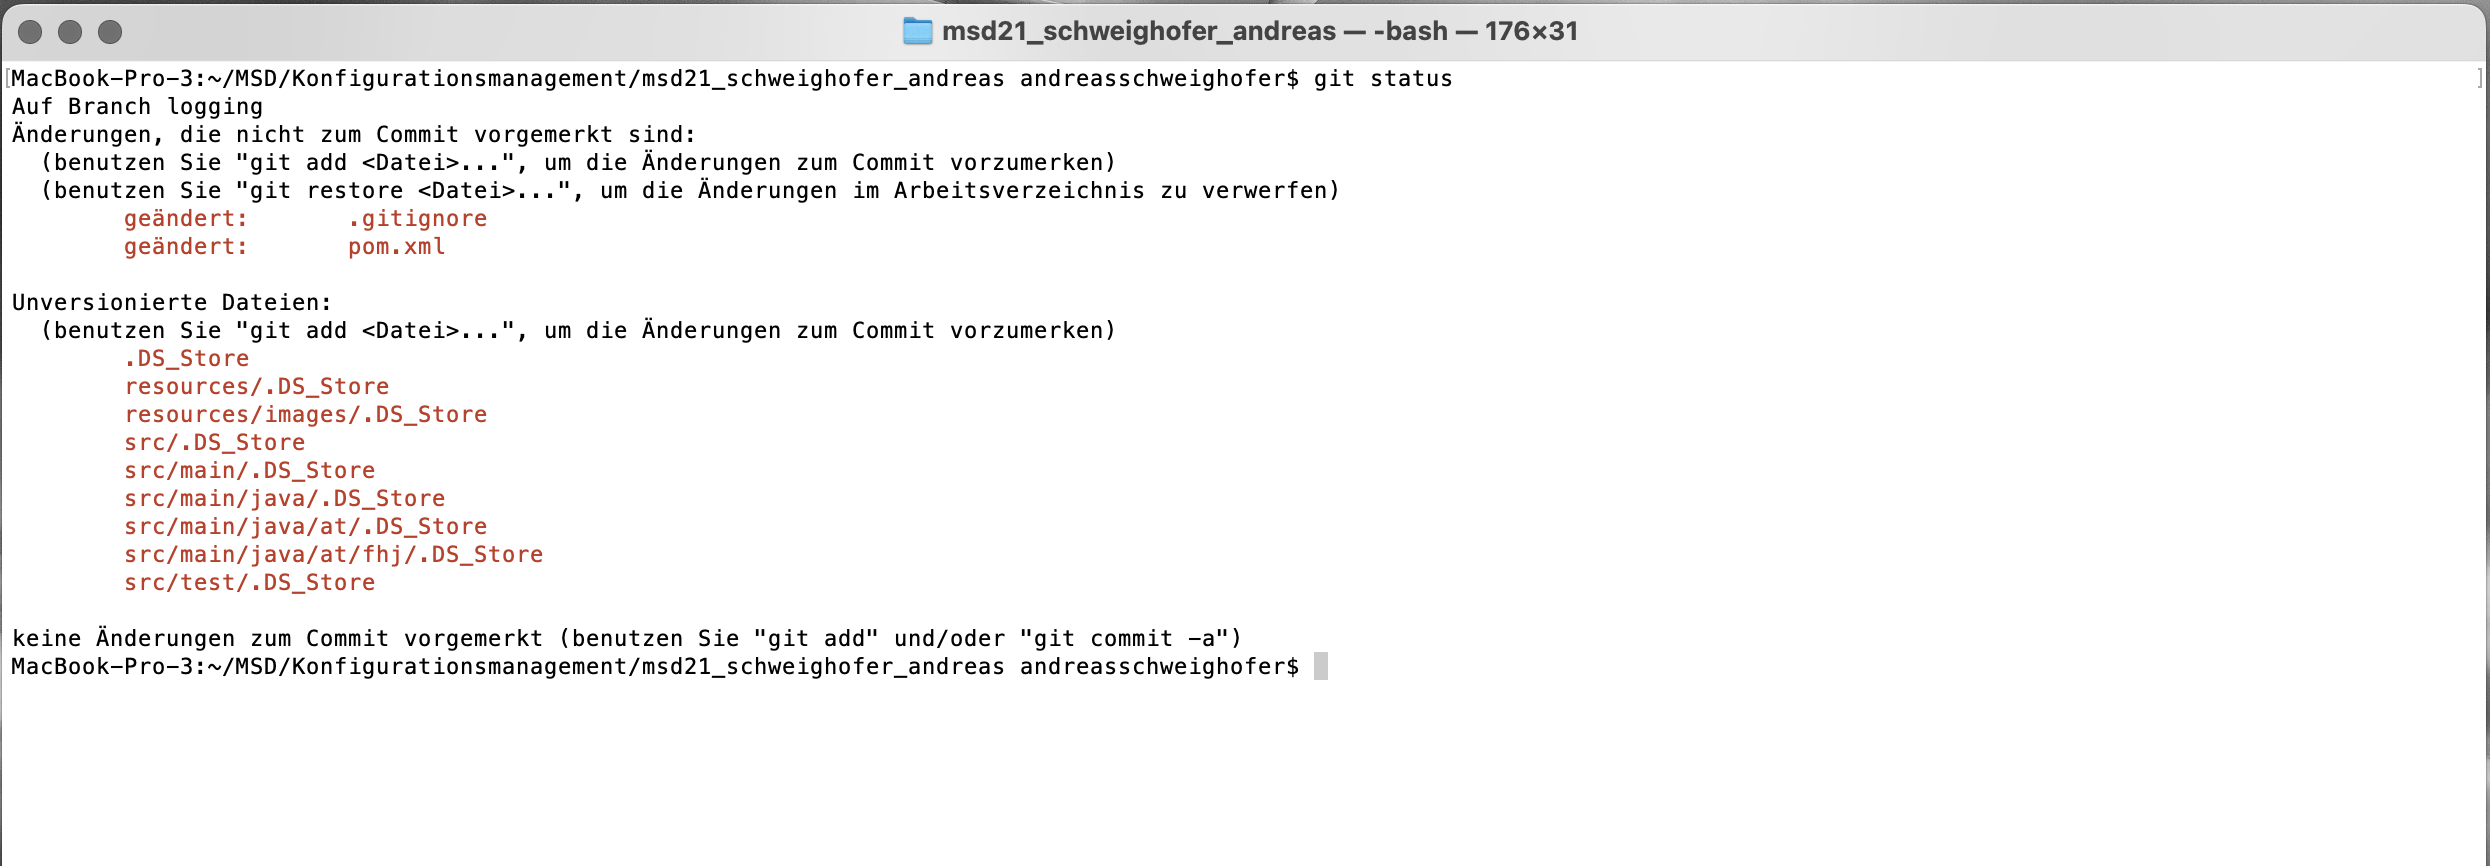 msd21_schweighofer_andreas — -bash — 176×31
[MacBook-Pro-3:~/MSD/Konfigurationsmanagement/msd21_schweighofer_andreas andreasschweighofer$ git status ]
Auf Branch logging
Änderungen, die nicht zum Commit vorgemerkt sind:
  (benutzen Sie "git add <Datei>...", um die Änderungen zum Commit vorzumerken)
  (benutzen Sie "git restore <Datei>...", um die Änderungen im Arbeitsverzeichnis zu verwerfen)
        geändert:       .gitignore
        geändert:       pom.xml

Unversionierte Dateien:
  (benutzen Sie "git add <Datei>...", um die Änderungen zum Commit vorzumerken)
        .DS_Store
        resources/.DS_Store
        resources/images/.DS_Store
        src/.DS_Store
        src/main/.DS_Store
        src/main/java/.DS_Store
        src/main/java/at/.DS_Store
        src/main/java/at/fhj/.DS_Store
        src/test/.DS_Store

keine Änderungen zum Commit vorgemerkt (benutzen Sie "git add" und/oder "git commit -a")
MacBook-Pro-3:~/MSD/Konfigurationsmanagement/msd21_schweighofer_andreas andreasschweighofer$